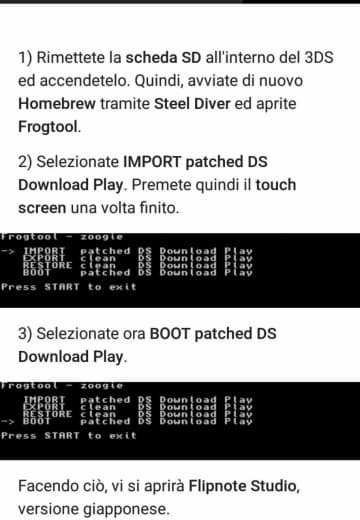 1) Rimettete la scheda SD all'interno del 3DS
ed accendetelo. Quindi, avviate di nuovo
Homebrew tramite Steel Diver ed aprite
Frogtool.
2) Selezionate IMPORT patched DS
Download Play. Premete quindi il touch
screen una volta finito.
Frogtool - zoogie
-> IMPORT patched DS Download Play
EXPORT clean DS Download Play
RESTORE clean DS Download Play
BOOT patched DS Download Play
Press START to exit
3) Selezionate ora BOOT patched DS
Download Play.
Frogtool - zoogie
IMPORT patched DS Download Play
EXPORT clean DS Download Play
RESTORE clean DS Download Play
-> BOOT patched DS Download Play
Press START to exit
Facendo ciò, vi si aprirà Flipnote Studio,
versione giapponese.